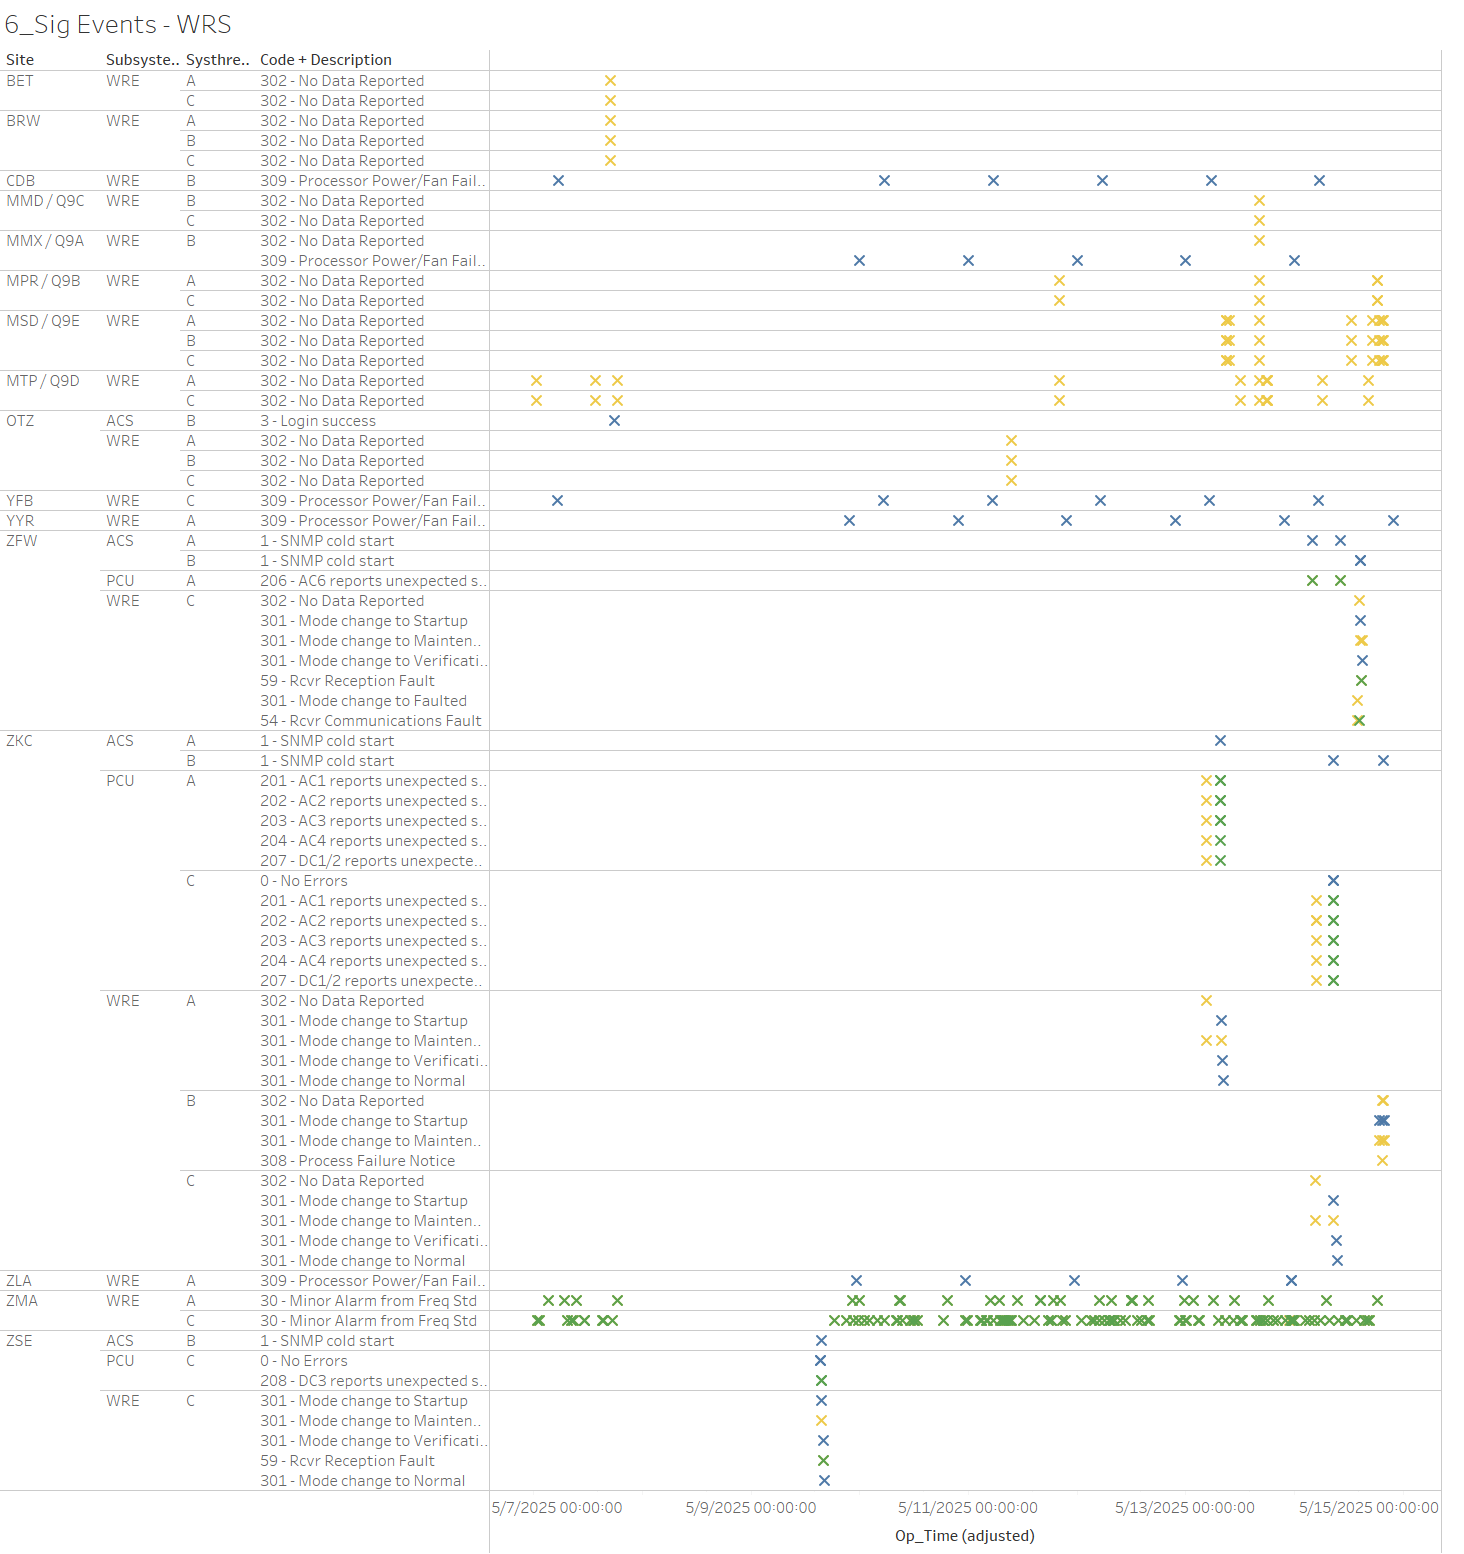 6_Sig Events - WRS
Site Subsyste.. Systhre.. Code + Description
BET WRE A 302 - No Data Reported
C 302 - No Data Reported
BRW WRE A 302 - No Data Reported
B 302 - No Data Reported
C 302 - No Data Reported
CDB WRE B 309 - Processor Power/Fan Fail..
MMD / Q9C WRE B 302 - No Data Reported
C 302 - No Data Reported
MMX / Q9A WRE B 302 - No Data Reported
309 - Processor Power/Fan Fail..
MPR / Q9B WRE A 302 - No Data Reported
C 302 - No Data Reported
MSD / Q9E WRE A 302 - No Data Reported
B 302 - No Data Reported
C 302 - No Data Reported
MTP / Q9D WRE A 302 - No Data Reported
C 302 - No Data Reported
OTZ ACS B 3 - Login success
WRE A 302 - No Data Reported
B 302 - No Data Reported
C 302 - No Data Reported
YFB WRE C 309 - Processor Power/Fan Fail..
YYR WRE A 309 - Processor Power/Fan Fail..
ZFW ACS A 1 - SNMP cold start
B 1 - SNMP cold start
PCU A 206 - AC6 reports unexpected s..
WRE C 302 - No Data Reported
301 - Mode change to Startup
301 - Mode change to Mainten..
301 - Mode change to Verificati..
59 - Rcvr Reception Fault
301 - Mode change to Faulted
54 - Rcvr Communications Fault
ZKC ACS A 1 - SNMP cold start
B 1 - SNMP cold start
PCU A 201 - AC1 reports unexpected s..
202 - AC2 reports unexpected s..
203 - AC3 reports unexpected s..
204 - AC4 reports unexpected s..
207 - DC1/2 reports unexpecte..
C 0 - No Errors
201 - AC1 reports unexpected s..
202 - AC2 reports unexpected s..
203 - AC3 reports unexpected s..
204 - AC4 reports unexpected s..
207 - DC1/2 reports unexpecte..
WRE A 302 - No Data Reported
301 - Mode change to Startup
301 - Mode change to Mainten..
301 - Mode change to Verificati..
301 - Mode change to Normal
B 302 - No Data Reported
301 - Mode change to Startup
301 - Mode change to Mainten..
308 - Process Failure Notice
C 302 - No Data Reported
301 - Mode change to Startup
301 - Mode change to Mainten..
301 - Mode change to Verificati..
301 - Mode change to Normal
ZLA WRE A 309 - Processor Power/Fan Fail..
ZMA WRE A 30 - Minor Alarm from Freq Std
C 30 - Minor Alarm from Freq Std
ZSE ACS B 1 - SNMP cold start
PCU C 0 - No Errors
208 - DC3 reports unexpected s..
WRE C 301 - Mode change to Startup
301 - Mode change to Mainten..
301 - Mode change to Verificati..
59 - Rcvr Reception Fault
301 - Mode change to Normal
5/7/2025 00:00:00 5/9/2025 00:00:00 5/11/2025 00:00:00 5/13/2025 00:00:00 5/15/2025 00:00:00
Op_Time (adjusted)